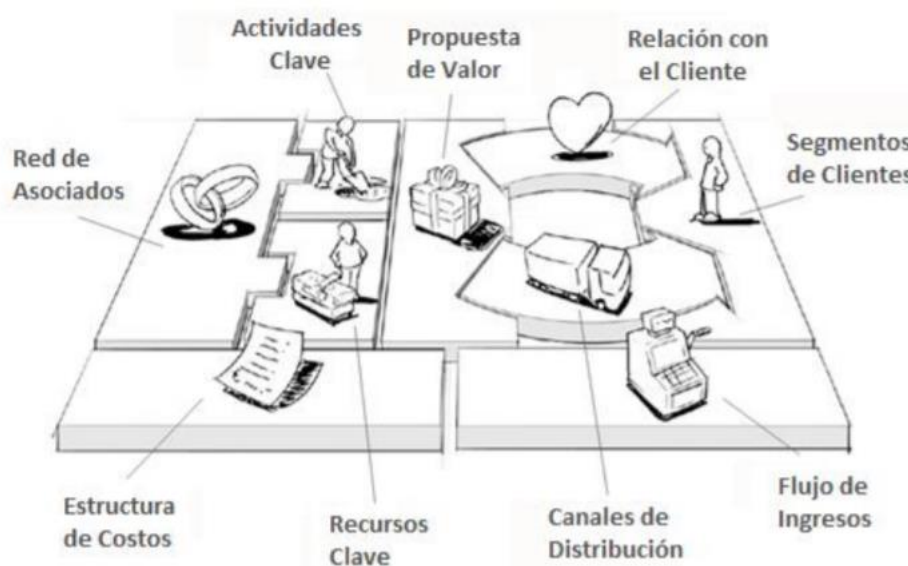 Actividades
Clave
Propuesta
de Valor
Relación con
el Cliente
Red de
Asociados
Segmentos
de Clientes
Estructura
de Costos
Recursos
Clave
Canales de
Distribución
Flujo de
Ingresos